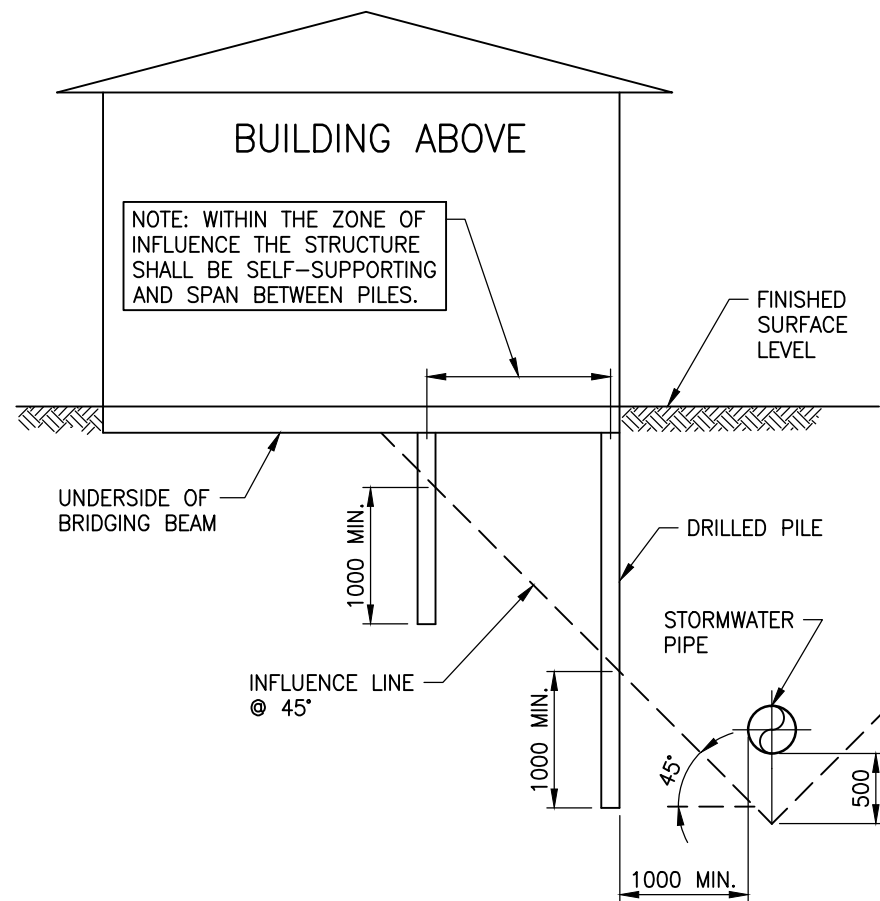 BUILDING ABOVE
NOTE: WITHIN THE ZONE OF
INFLUENCE THE STRUCTURE
SHALL BE SELF-SUPPORTING
AND SPAN BETWEEN PILES.
FINISHED
SURFACE
LEVEL
UNDERSIDE OF
BRIDGING BEAM
1000 MIN.
DRILLED PILE
STORMWATER
PIPE
INFLUENCE LINE
@ 45°
1000 MIN.
45°
500
1000 MIN.